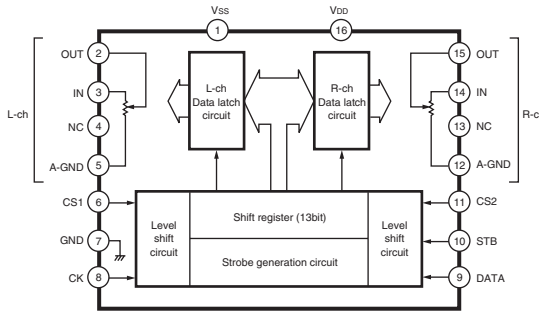 VSS VDD
1 16
L-ch
OUT 2
IN 3
NC 4
A-GND 5
CS1 6
GND 7
CK 8
L-ch
Data latch
circuit
R-ch
Data latch
circuit
Level
shift
circuit
Shift register (13bit)
Strobe generation circuit
Level
shift
circuit
15 OUT
14 IN
13 NC
12 A-GND
11 CS2
10 STB
9 DATA
R-c